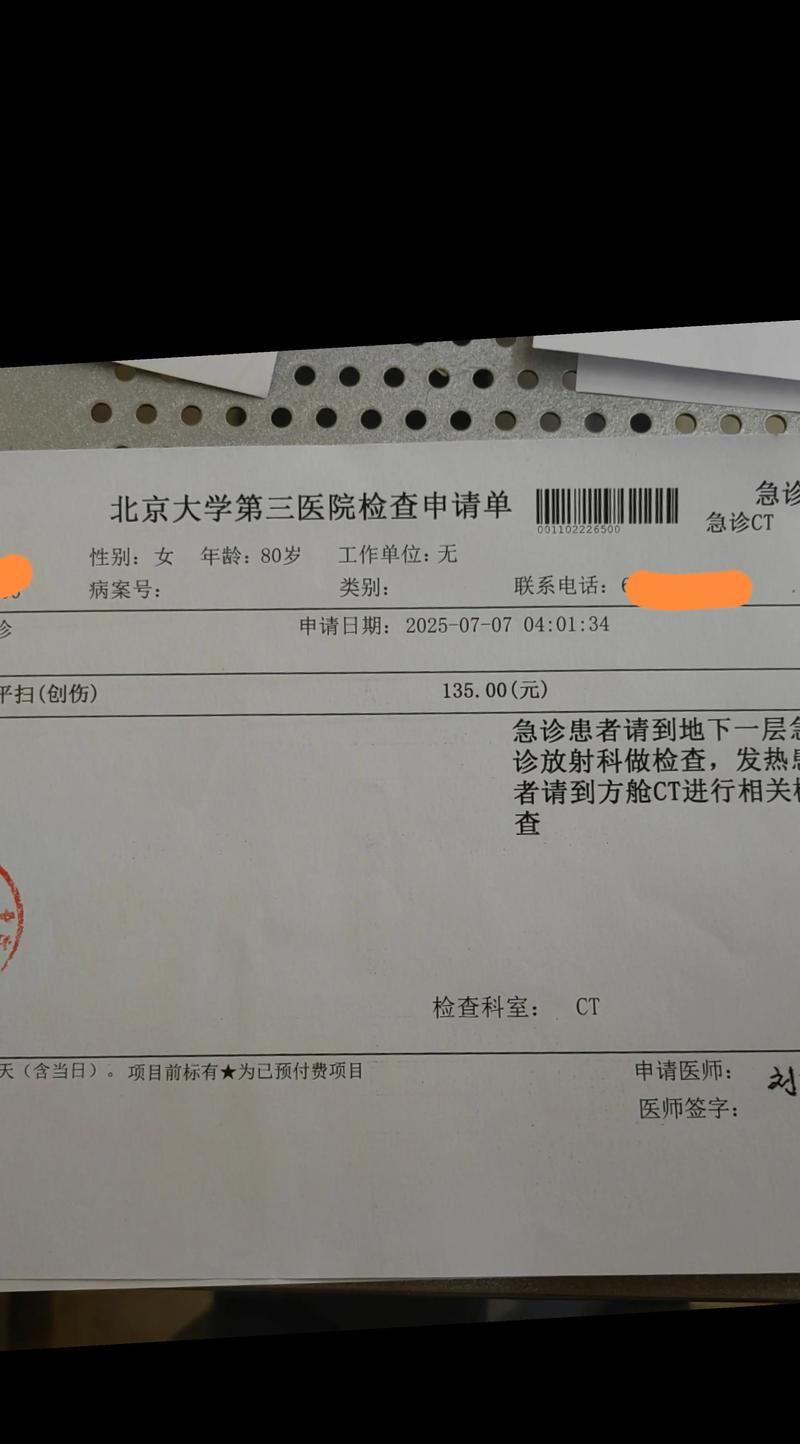 北京大学第三医院检查申请单
001102226500
急诊
急诊CT
性别：女 年龄：80岁 工作单位：无
病案号： 类别： 联系电话：6
诊 申请日期：2025-07-07 04:01:34
平扫(创伤) 135.00(元)
急诊患者请到地下一层急
诊放射科做检查，发热患
者请到方舱CT进行相关检
查
检查科室： CT
天（含当日）。项目前标有★为已预付费项目
申请医师： 刘
医师签字：